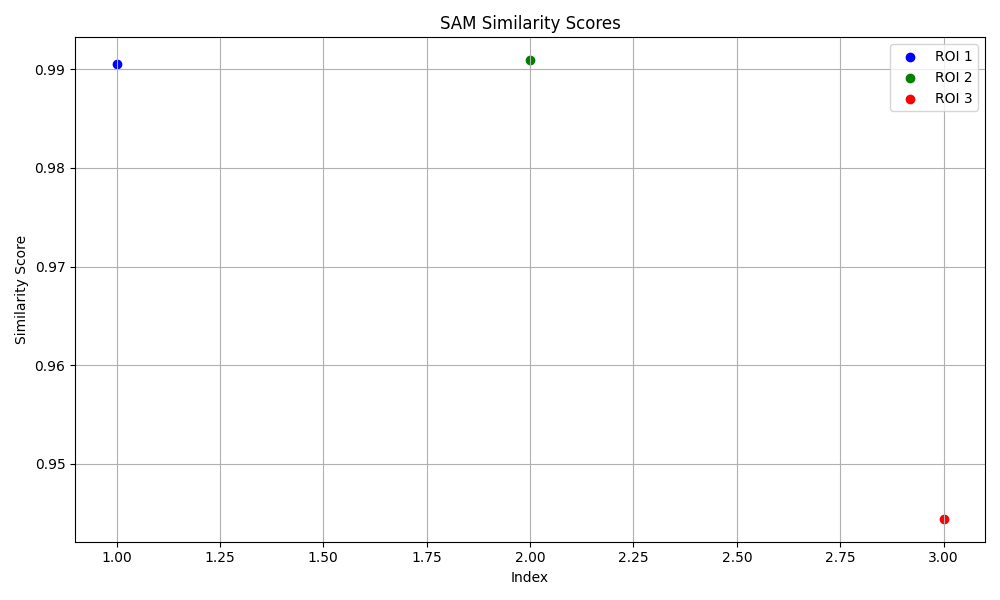 SAM Similarity Scores
ROI 1
ROI 2
ROI 3
Similarity Score
0.99
0.98
0.97
0.96
0.95
1.00 1.25 1.50 1.75 2.00 2.25 2.50 2.75 3.00
Index